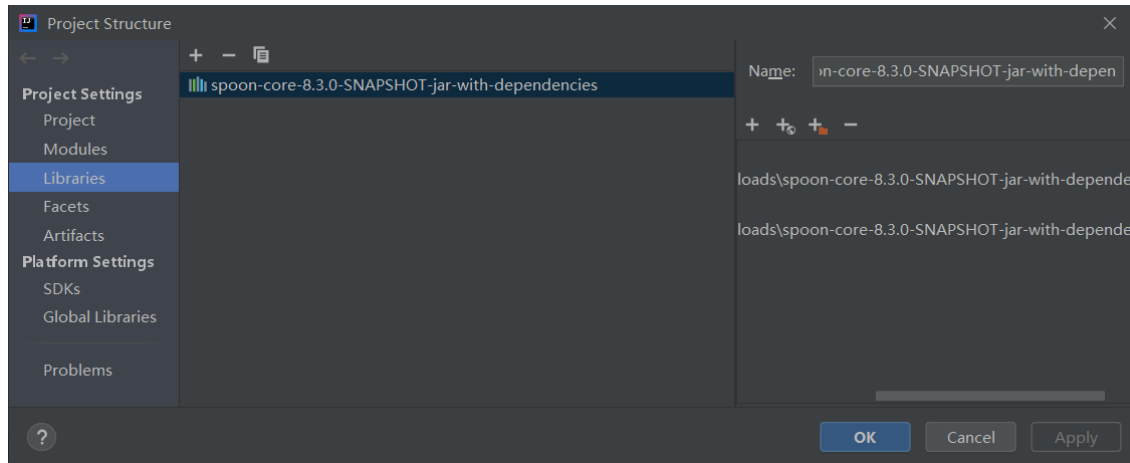 Project Structure
Project Settings
Project
Modules
Libraries
Facets
Artifacts
Platform Settings
SDKs
Global Libraries
Problems
spoon-core-8.3.0-SNAPSHOT-jar-with-dependencies
Name: n-core-8.3.0-SNAPSHOT-jar-with-depen
loads\spoon-core-8.3.0-SNAPSHOT-jar-with-depende
loads\spoon-core-8.3.0-SNAPSHOT-jar-with-depende
?
OK Cancel Apply